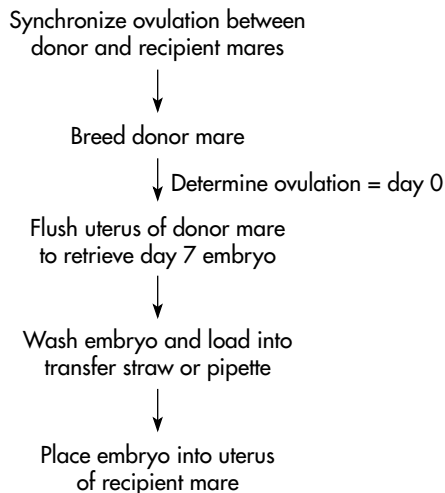 Synchronize ovulation between
donor and recipient mares
Breed donor mare
Determine ovulation = day 0
Flush uterus of donor mare
to retrieve day 7 embryo
Wash embryo and load into
transfer straw or pipette
Place embryo into uterus
of recipient mare